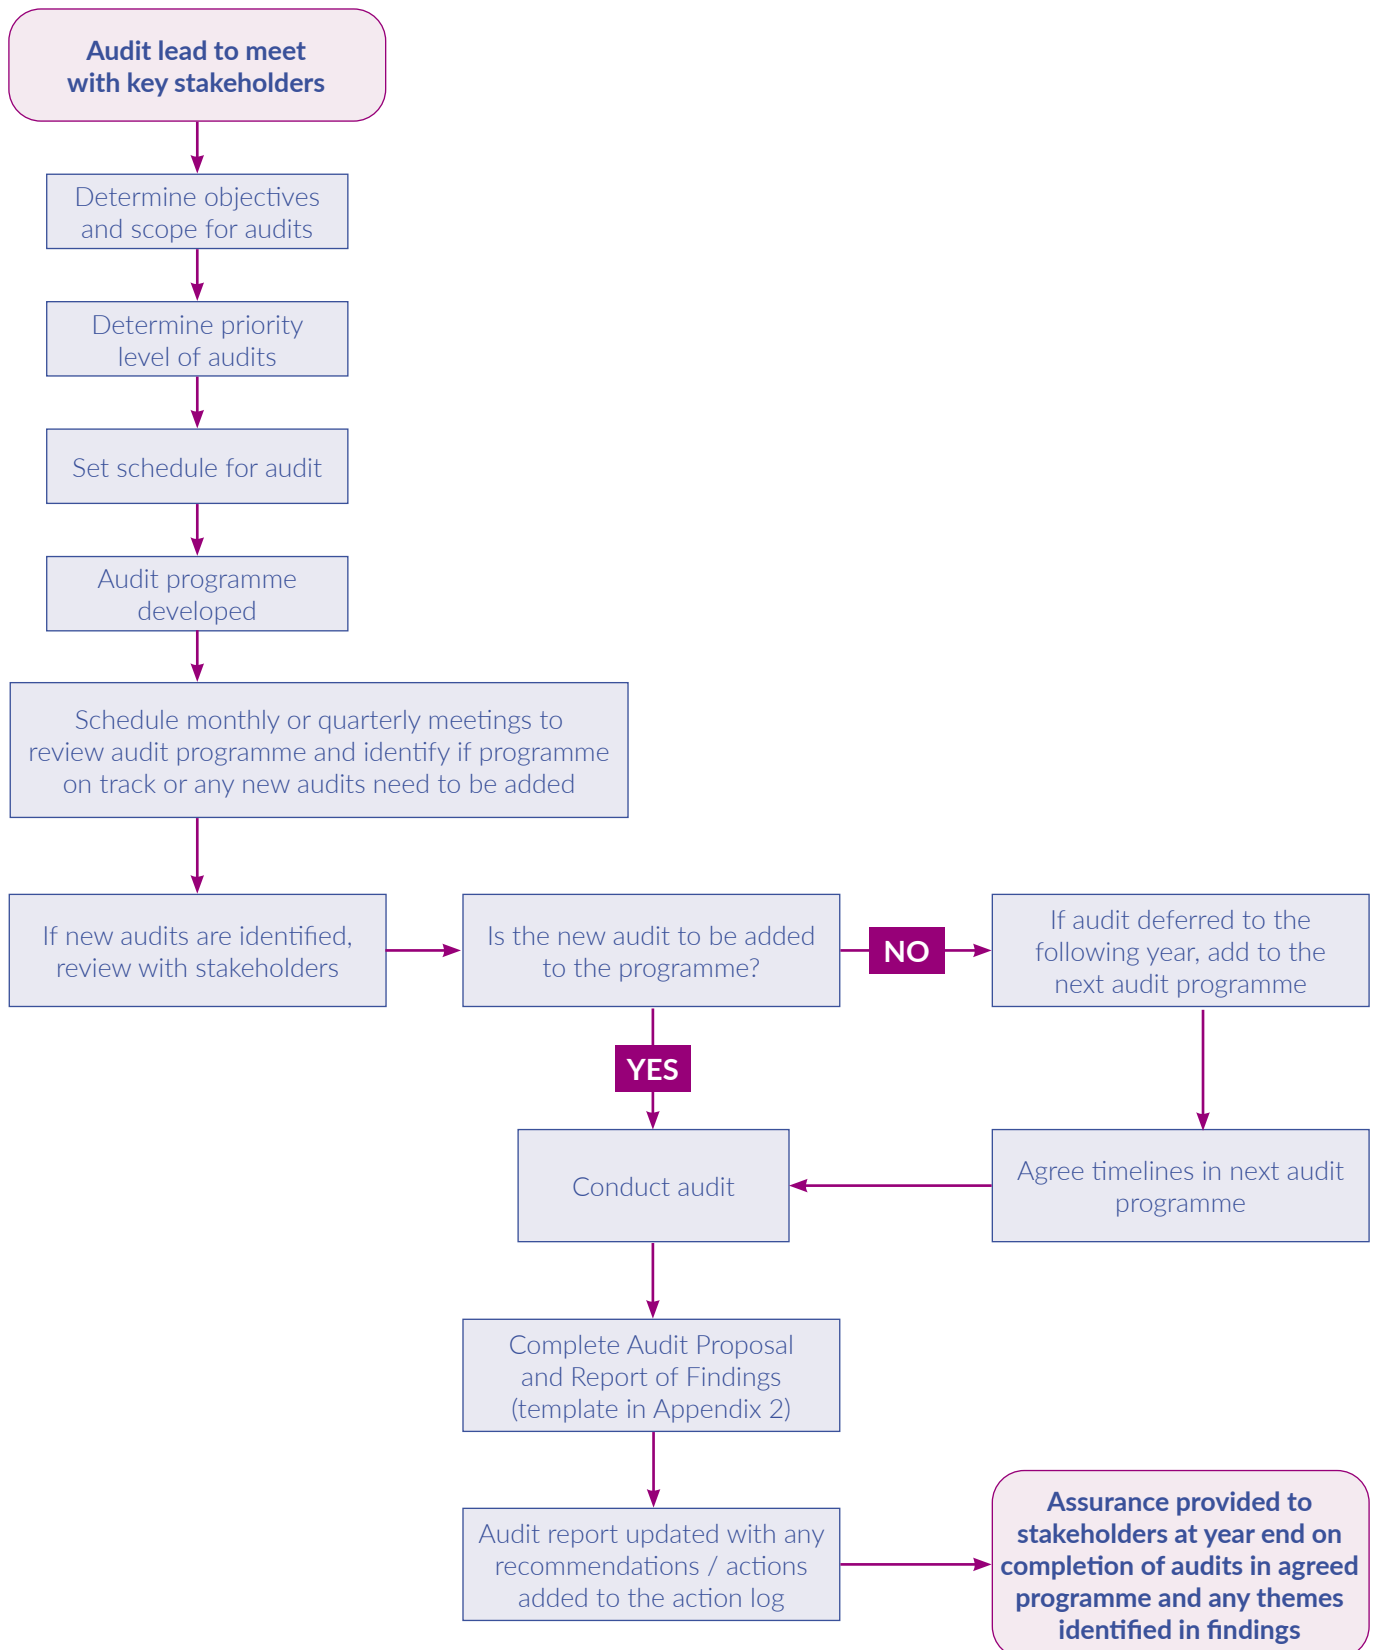 Audit lead to meet
with key stakeholders
Determine objectives
and scope for audits
Determine priority
level of audits
Set schedule for audit
Audit programme
developed
Schedule monthly or quarterly meetings to
review audit programme and identify if programme
on track or any new audits need to be added
If new audits are identified,
review with stakeholders
Is the new audit to be added
to the programme?
NO
If audit deferred to the
following year, add to the
next audit programme
YES
Conduct audit
Agree timelines in next audit
programme
Complete Audit Proposal
and Report of Findings
(template in Appendix 2)
Audit report updated with any
recommendations / actions
added to the action log
Assurance provided to
stakeholders at year end on
completion of audits in agreed
programme and any themes
identified in findings